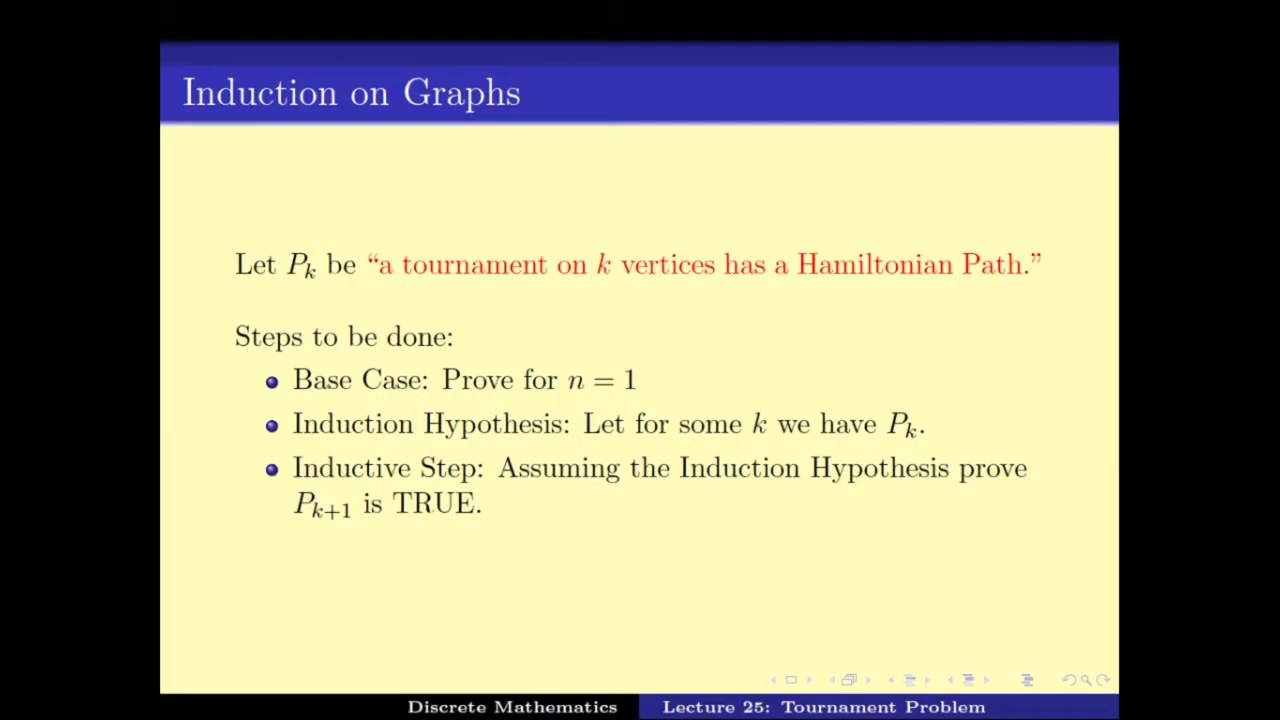 Induction on Graphs
Let P_k be “a tournament on k vertices has a Hamiltonian Path.”
Steps to be done:
Base Case: Prove for n = 1
Induction Hypothesis: Let for some k we have P_k.
Inductive Step: Assuming the Induction Hypothesis prove
P_{k+1} is TRUE.
Discrete Mathematics
Lecture 25: Tournament Problem